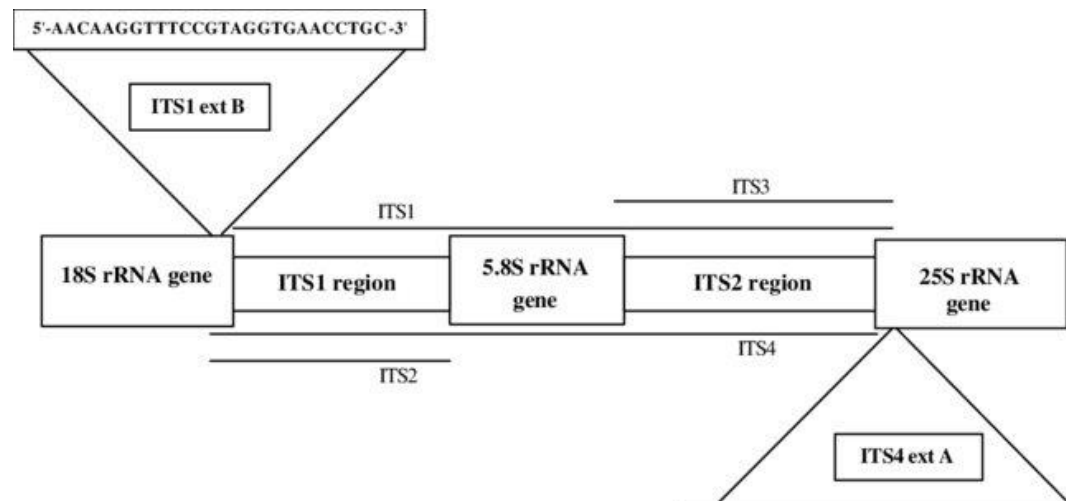 5'-AACAAGGTTTCCGTAGGTGAACCTGC-3'
ITS1 ext B
ITS3
ITS1
18S rRNA gene
ITS1 region
5.8S rRNA
gene
ITS2 region
25S rRNA
gene
ITS4
ITS2
ITS4 ext A